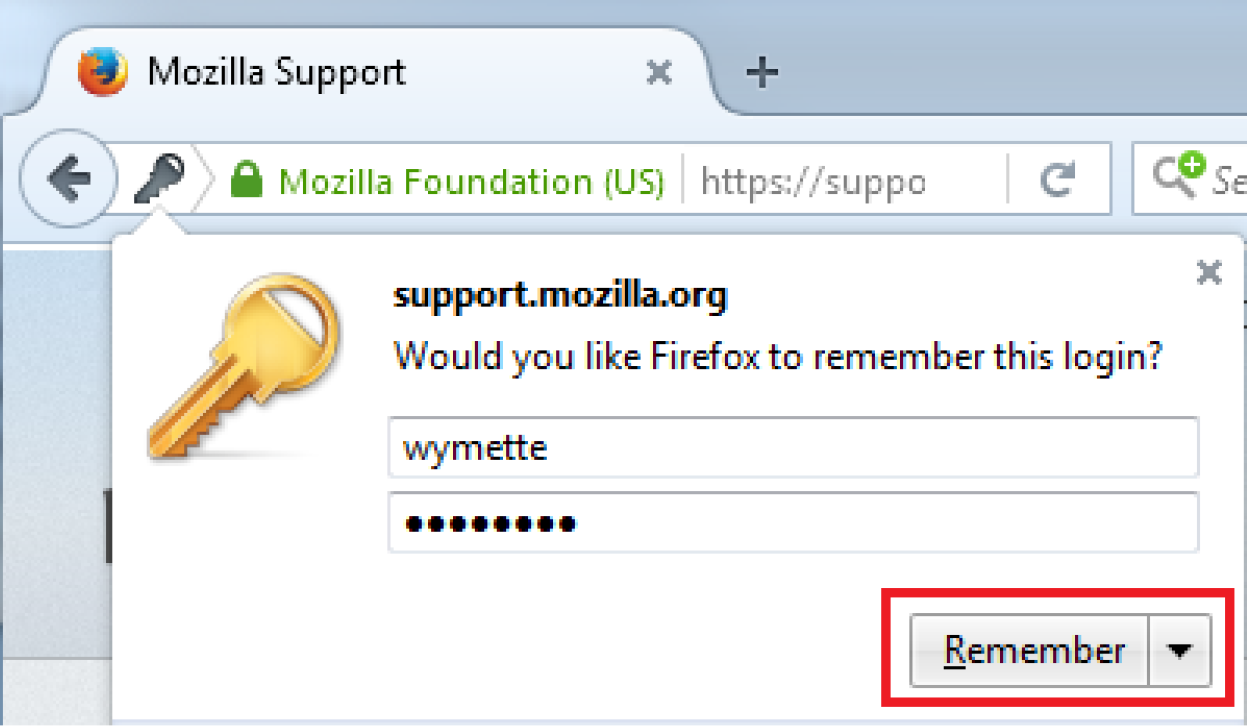 Mozilla Support
Mozilla Foundation (US) https://suppo
support.mozilla.org
Would you like Firefox to remember this login?
wymette
••••••••
Remember